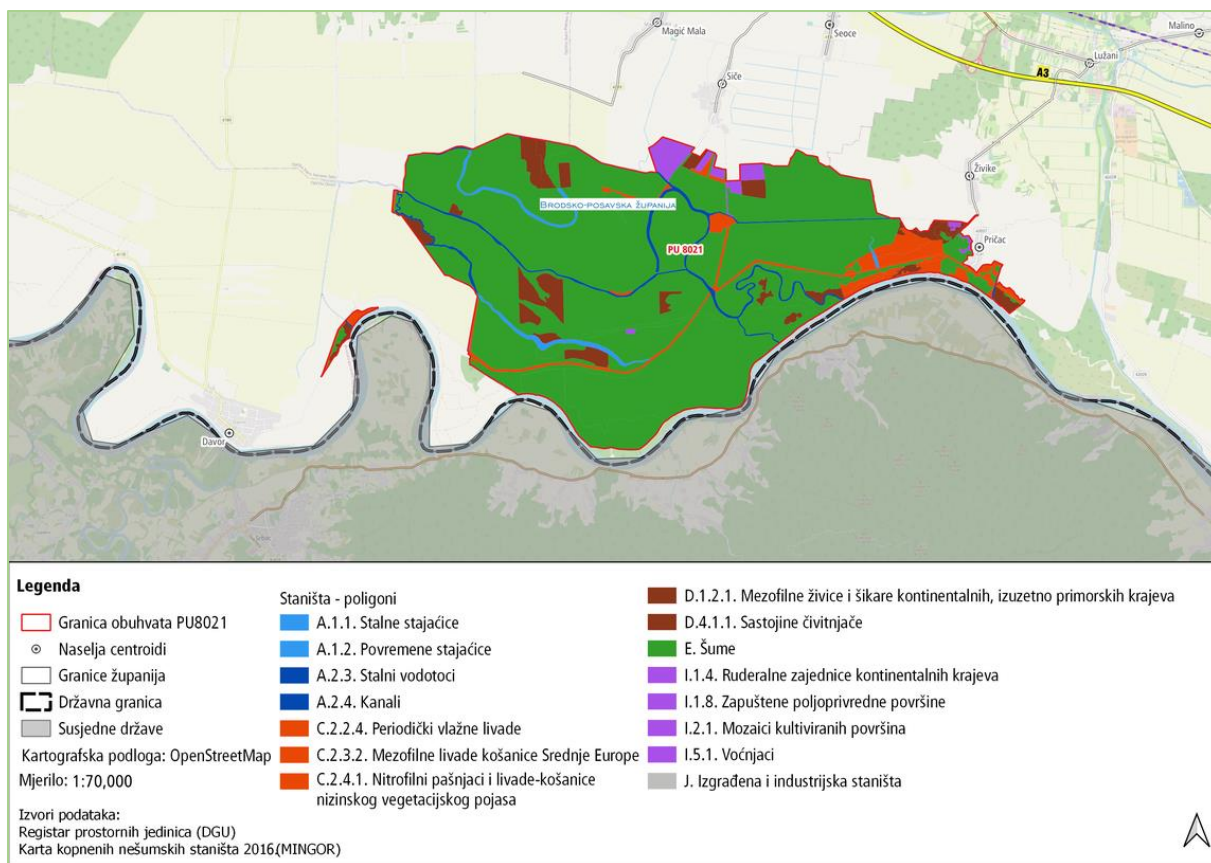 Magić Mala
Seoce
Malino
Lužani
A3
Siče
Živike
BRODSKO-POSAVSKA ŽUPANIJA
PU 8021
Pričac
Davor
Legenda
Granica obuhvata PU8021
Naselja centroidi
Granice županija
Državna granica
Susjedne države
Kartografska podloga: OpenStreetMap
Mjerilo: 1:70,000
Izvori podataka:
Registar prostornih jedinica (DGU)
Karta kopnenih nešumskih staništa 2016.(MINGOR)
Staništa - poligoni
A.1.1. Stalne stajaćice
A.1.2. Povremene stajaćice
A.2.3. Stalni vodotoci
A.2.4. Kanali
C.2.2.4. Periodički vlažne livade
C.2.3.2. Mezofilne livade košanice Srednje Europe
C.2.4.1. Nitrofilni pašnjaci i livade-košanice
nizinskog vegetacijskog pojasa
D.1.2.1. Mezofilne živice i šikare kontinentalnih, izuzetno primorskih krajeva
D.4.1.1. Sastojine čivitnjače
E. Šume
I.1.4. Ruderalne zajednice kontinentalnih krajeva
I.1.8. Zapuštene poljoprivredne površine
I.2.1. Mozaici kultiviranih površina
I.5.1. Voćnjaci
J. Izgrađena i industrijska staništa